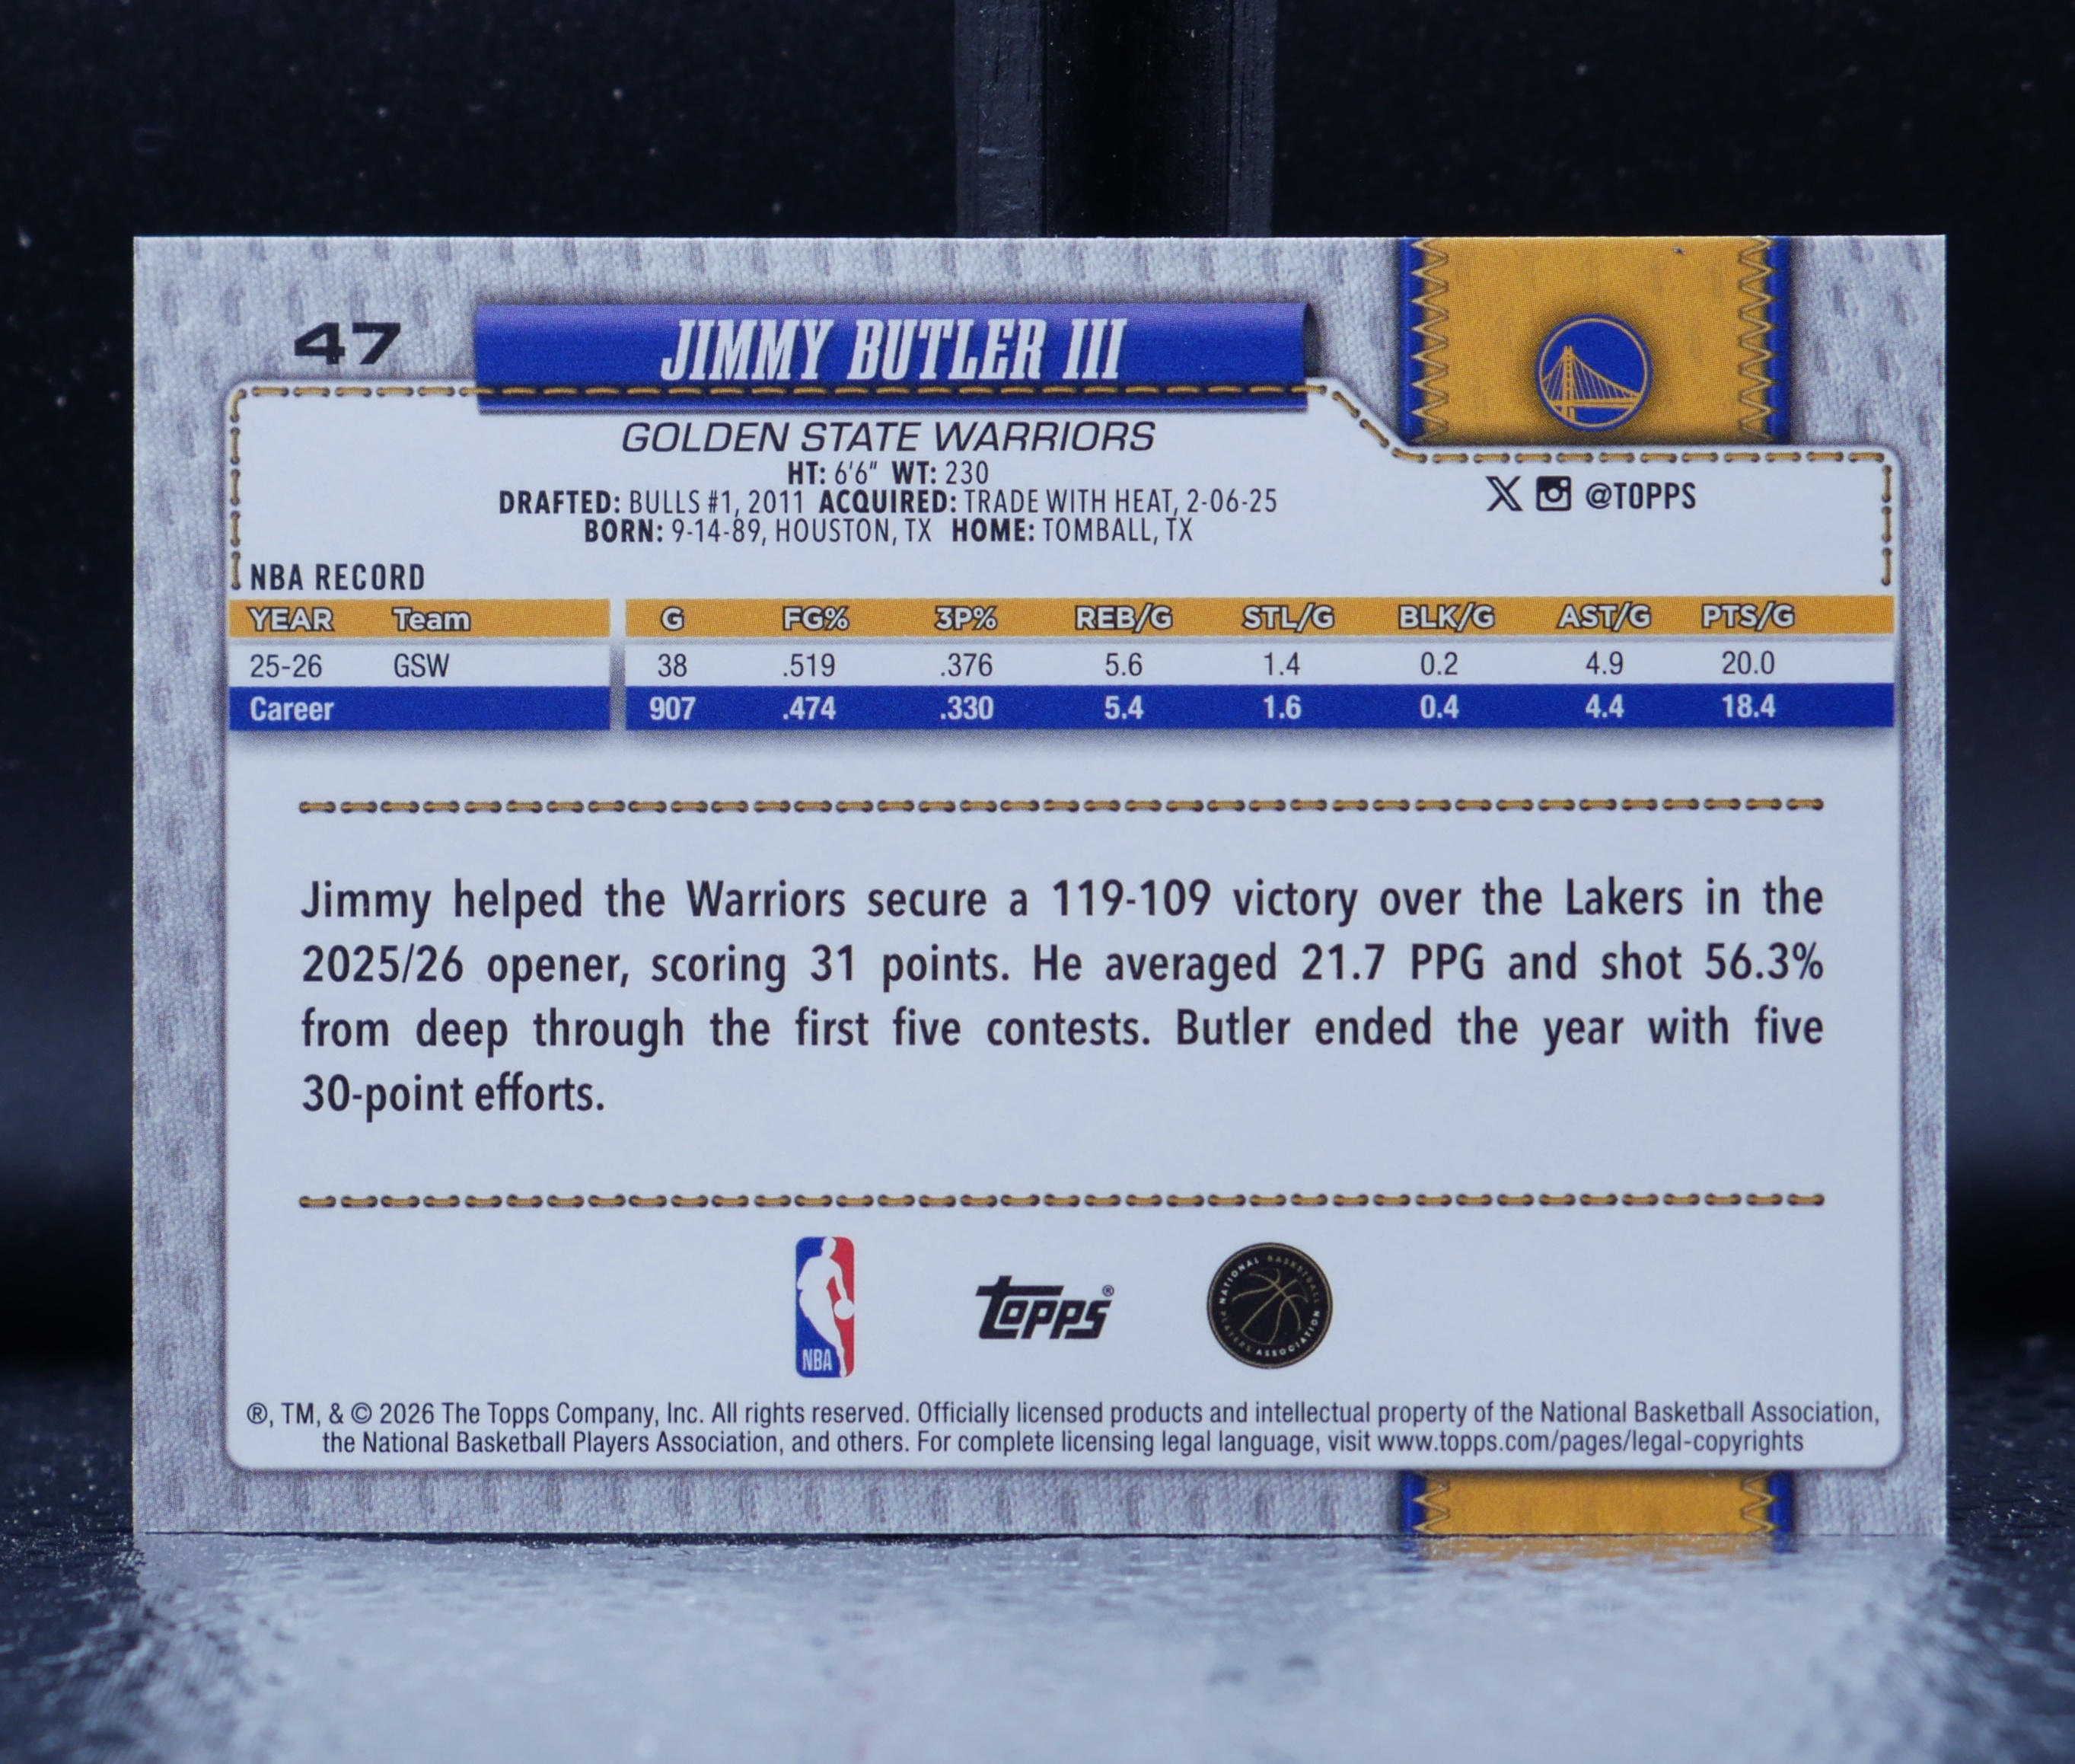 47
JIMMY BUTLER III
GOLDEN STATE WARRIORS
HT: 6'6" WT: 230
DRAFTED: BULLS #1, 2011 ACQUIRED: TRADE WITH HEAT, 2-06-25
BORN: 9-14-89, HOUSTON, TX HOME: TOMBALL, TX
@TOPPS
NBA RECORD
YEAR Team G FG% 3P% REB/G STL/G BLK/G AST/G PTS/G
25-26 GSW 38 .519 .376 5.6 1.4 0.2 4.9 20.0
Career 907 .474 .330 5.4 1.6 0.4 4.4 18.4
Jimmy helped the Warriors secure a 119-109 victory over the Lakers in the
2025/26 opener, scoring 31 points. He averaged 21.7 PPG and shot 56.3%
from deep through the first five contests. Butler ended the year with five
30-point efforts.
NBA
Topps®
NATIONAL BASKETBALL PLAYERS ASSOCIATION
®, TM, & © 2026 The Topps Company, Inc. All rights reserved. Officially licensed products and intellectual property of the National Basketball Association,
the National Basketball Players Association, and others. For complete licensing legal language, visit www.topps.com/pages/legal-copyrights